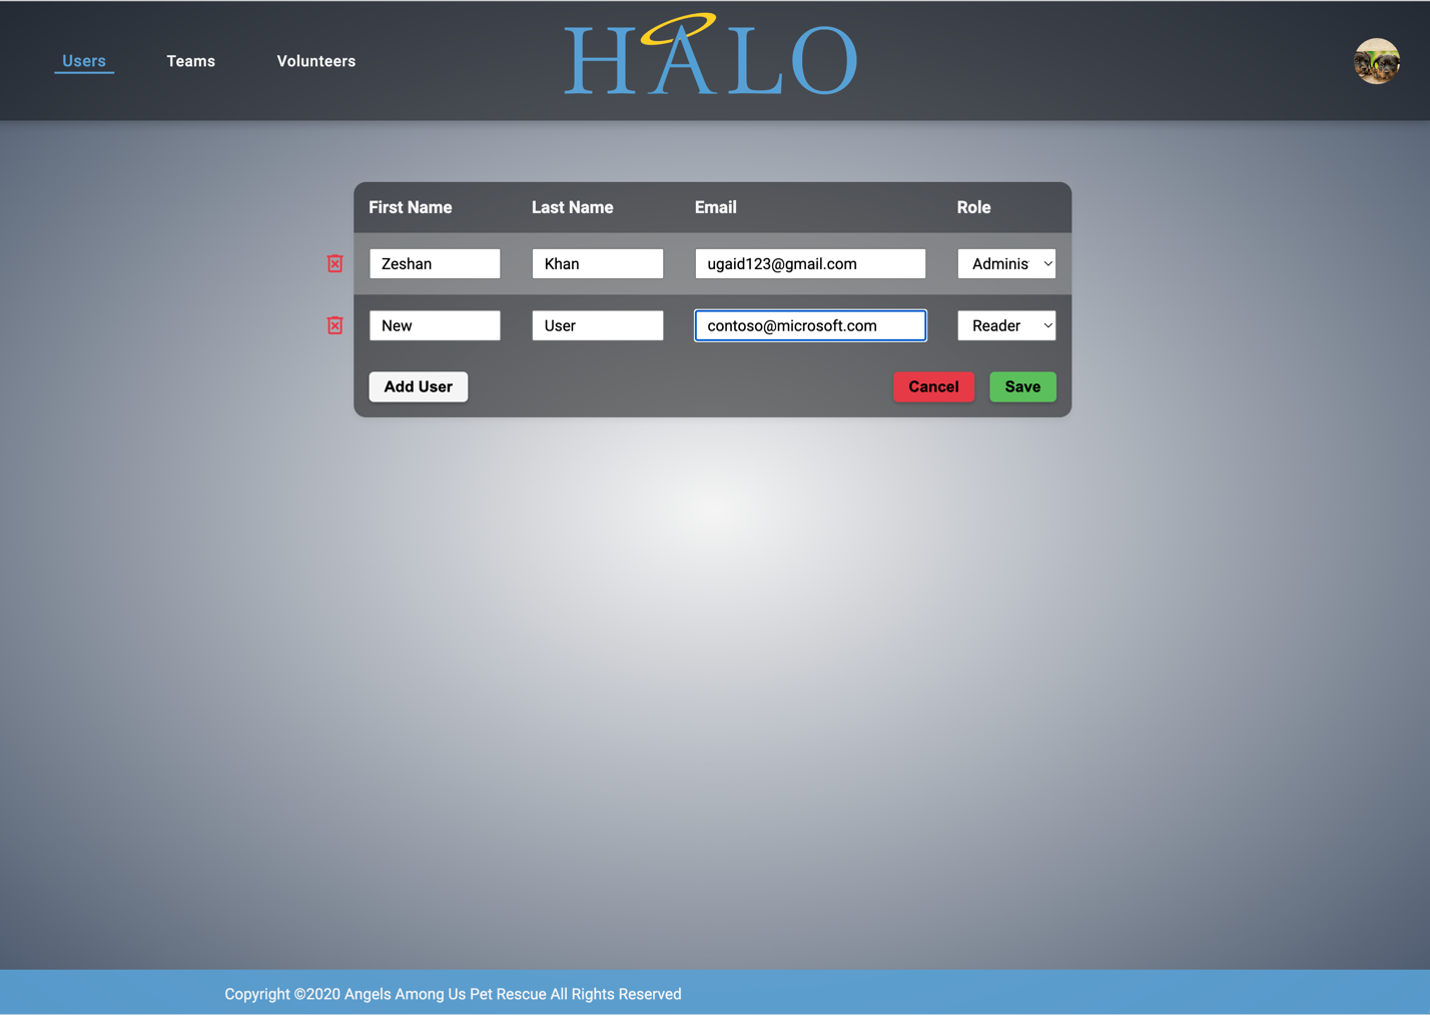 Users Teams Volunteers
HALO
First Name Last Name Email Role
Zeshan Khan ugaid123@gmail.com Adminis
New User contoso@microsoft.com Reader
Add User Cancel Save
Copyright ©2020 Angels Among Us Pet Rescue All Rights Reserved